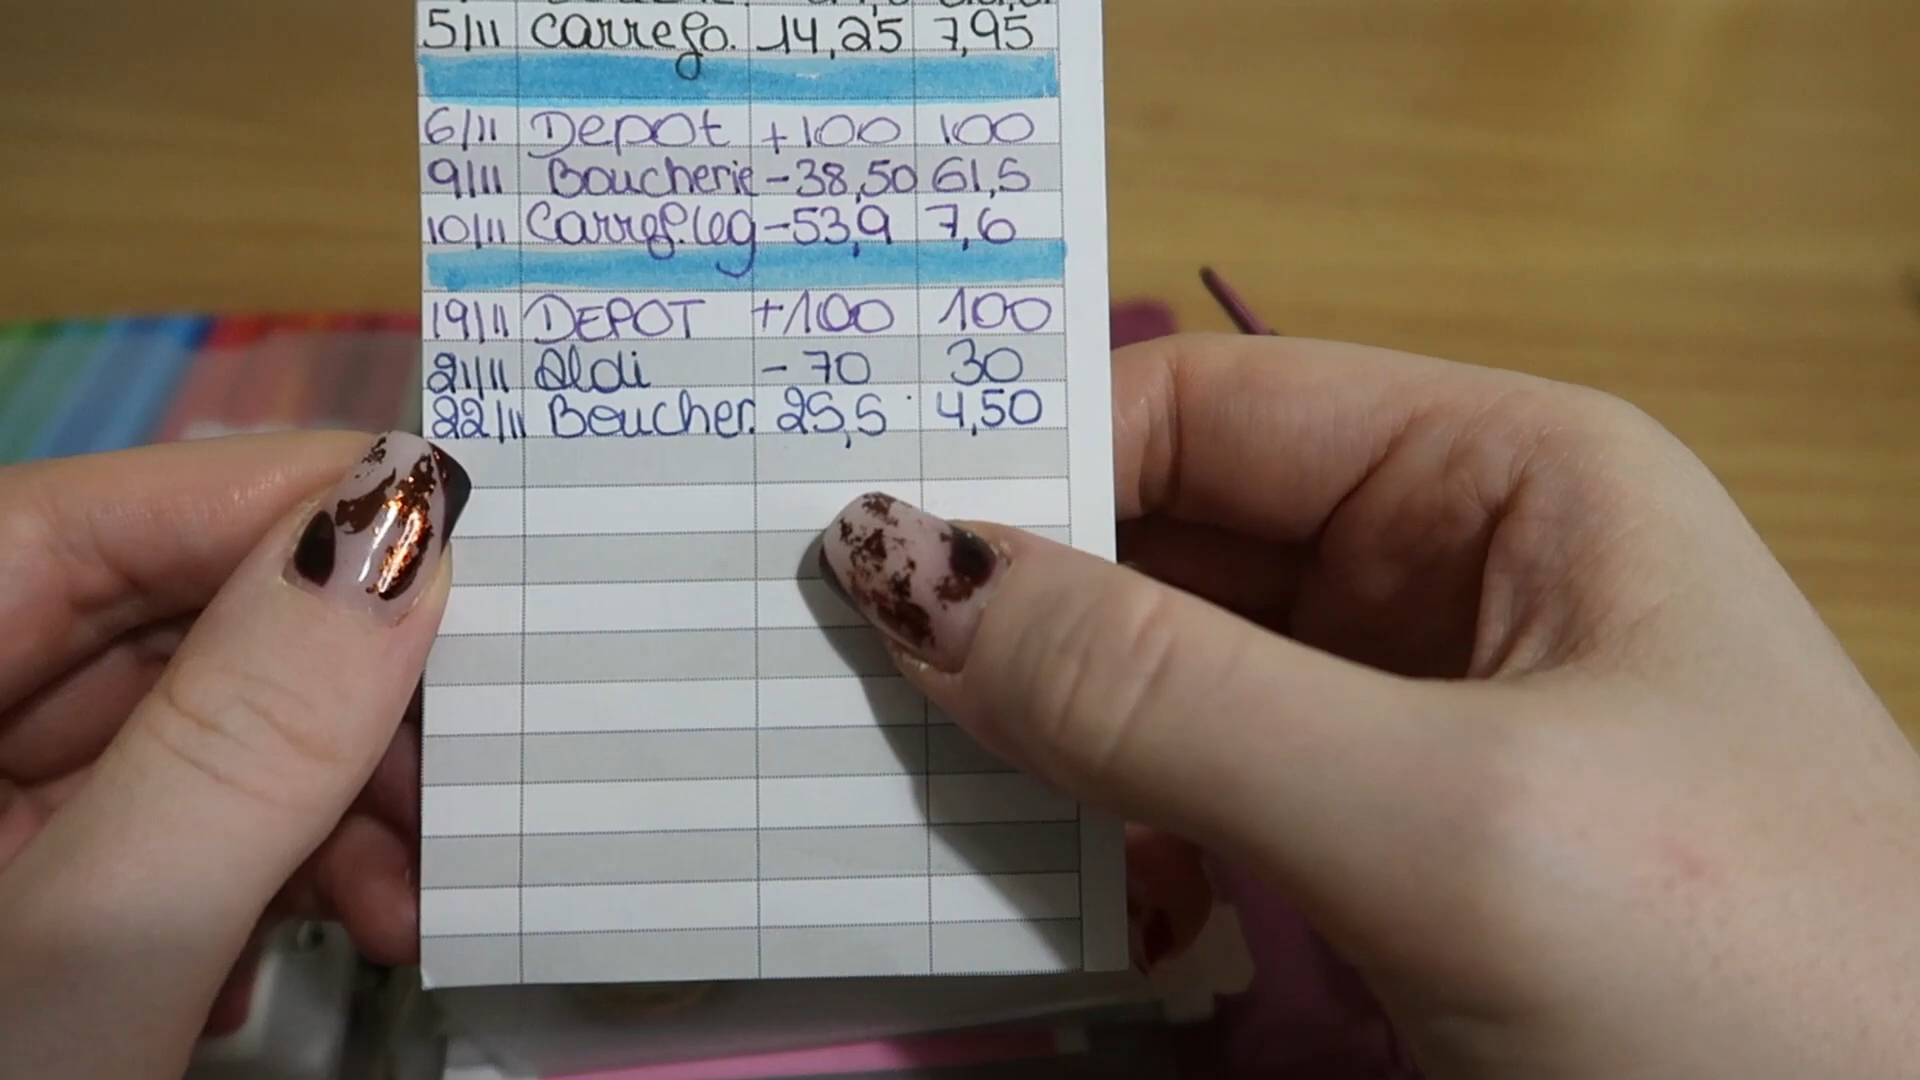 5/11 Carrefo. -14,25 7,95
6/11 Depot +100 100
9/11 Boucherie -38,50 61,5
10/11 Carref.leg -53,9 7,6
19/11 DEPOT +100 100
21/11 Aldi - 70 30
22/11 Boucher. 25,5 4,50